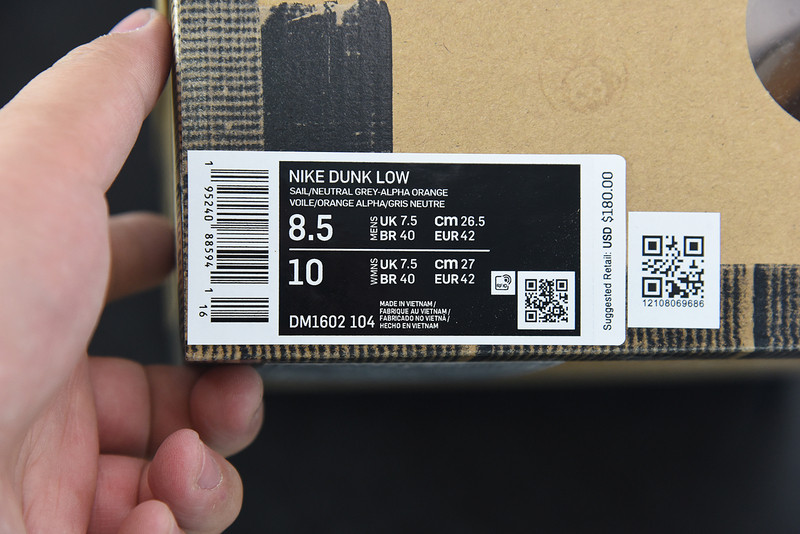 NIKE DUNK LOW
SAIL/NEUTRAL GREY-ALPHA ORANGE
VOILE/ORANGE ALPHA/GRIS NEUTRE
8.5 MENS UK 7.5 cm 26.5
BR 40 EUR 42
10 WMNS UK 7.5 cm 27
BR 40 EUR 42
MADE IN VIETNAM /
FABRIQUE AU VIETNAM /
FABRICADO NO VIETNÃ /
HECHO EN VIETNAM
DM1602 104
1 95240 88594 1
16
Suggested Retail: USD $180.00
12108069686